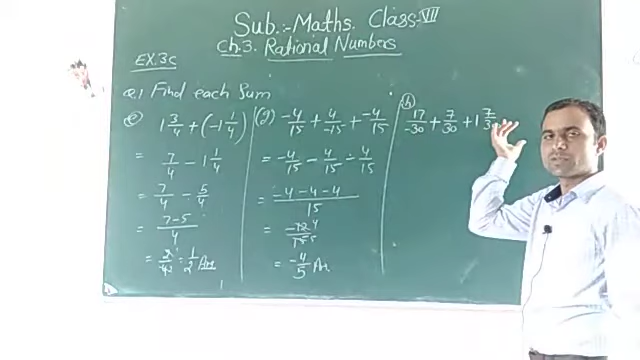 Sub.:- Maths. Class-VII
Ch.3. Rational Numbers
EX.3c
Q.1 Find each Sum
(e) 1 3/4 + (-1 1/4)
= 7/4 - 1 1/4
= 7/4 - 5/4
= 7-5/4
= 2/4 = 1/2 Ans
(g) -4/15 + 4/-15 + -4/15
= -4/15 - 4/15 - 4/15
= -4-4-4/15
= -12/15
= -4/5 Ans
(h) 17/-30 + 7/30 + 1 7/30